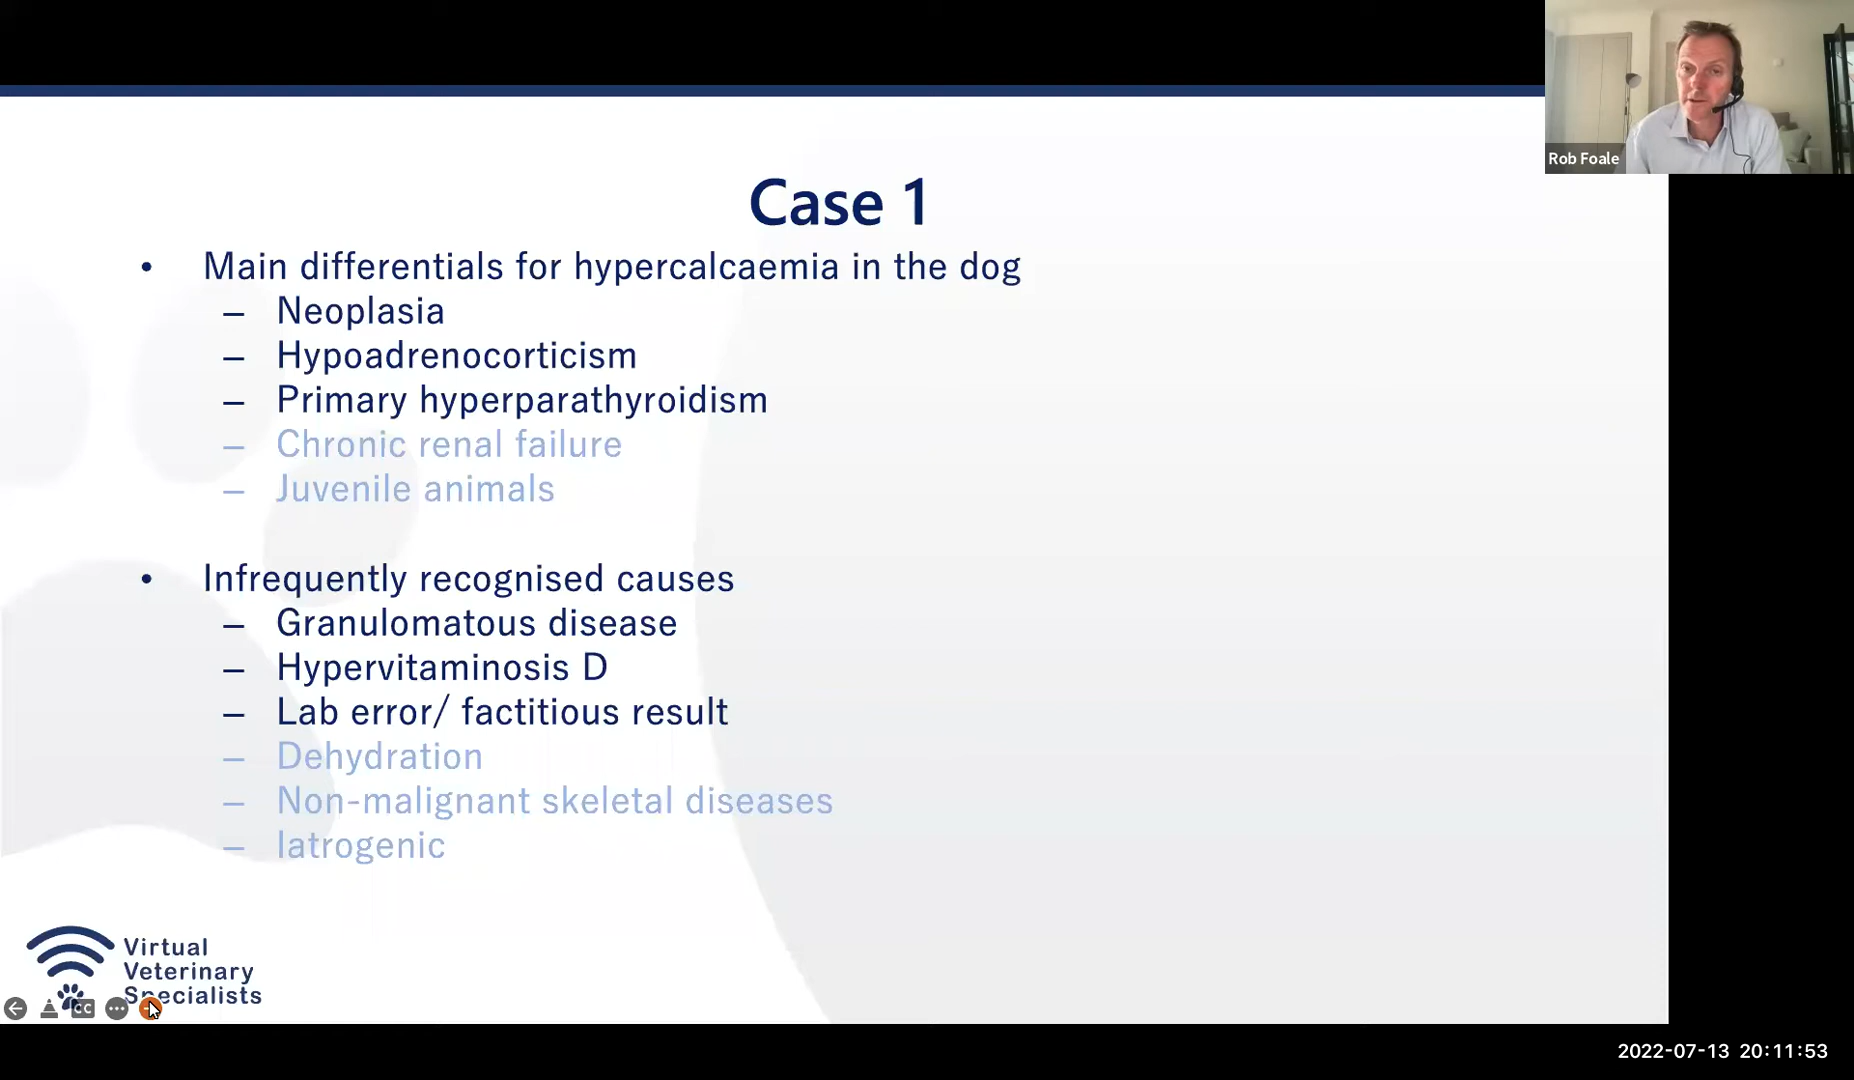 Rob Foale
Case 1
• Main differentials for hypercalcaemia in the dog
– Neoplasia
– Hypoadrenocorticism
– Primary hyperparathyroidism
– Chronic renal failure
– Juvenile animals
• Infrequently recognised causes
– Granulomatous disease
– Hypervitaminosis D
– Lab error/ factitious result
– Dehydration
– Non-malignant skeletal diseases
– Iatrogenic
Virtual
Veterinary
Specialists
CC
2022-07-13 20:11:53